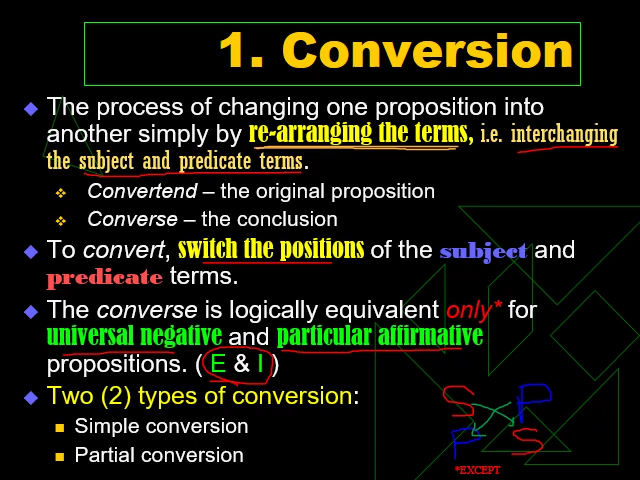 1. Conversion
The process of changing one proposition into
another simply by re-arranging the terms, i.e. interchanging
the subject and predicate terms.
Convertend – the original proposition
Converse – the conclusion
To convert, switch the positions of the subject and
predicate terms.
The converse is logically equivalent only* for
universal negative and particular affirmative
propositions. ( E & I )
Two (2) types of conversion:
Simple conversion
Partial conversion
S P
P S
*EXCEPT